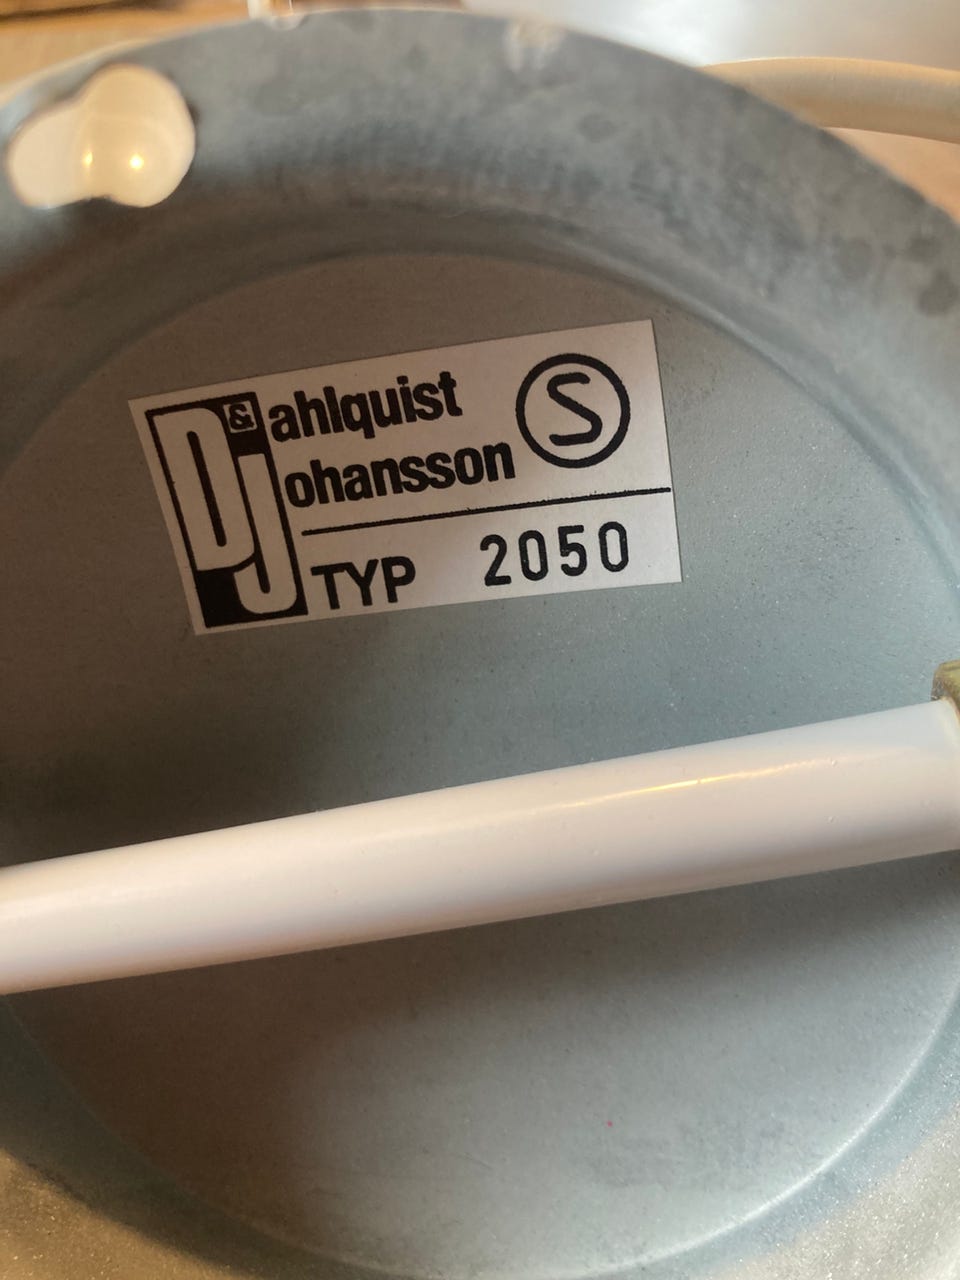 D&J
Dahlquist S
Johansson
TYP 2050